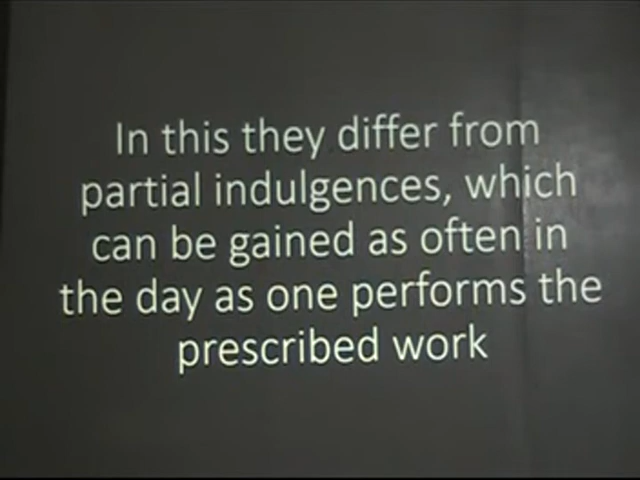 In this they differ from
partial indulgences, which
can be gained as often in
the day as one performs the
prescribed work